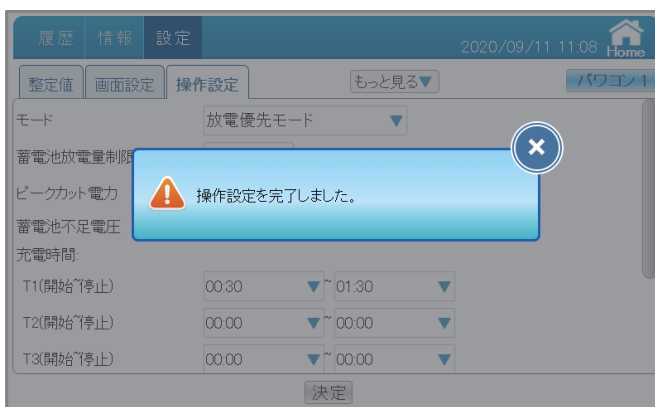 履歴 情報 設定
2020/09/11 11:08 Home
整定値 画面設定 操作設定 もっと見る▼ パワコン 1
モード 放電優先モード ▼
蓄電池放電量制限
ピークカット電力
操作設定を完了しました。
蓄電池不足電圧
充電時間:
T1(開始~停止) 00:30 ▼ ~ 01:30 ▼
T2(開始~停止) 00:00 ▼ ~ 00:00 ▼
T3(開始~停止) 00:00 ▼ ~ 00:00 ▼
決定